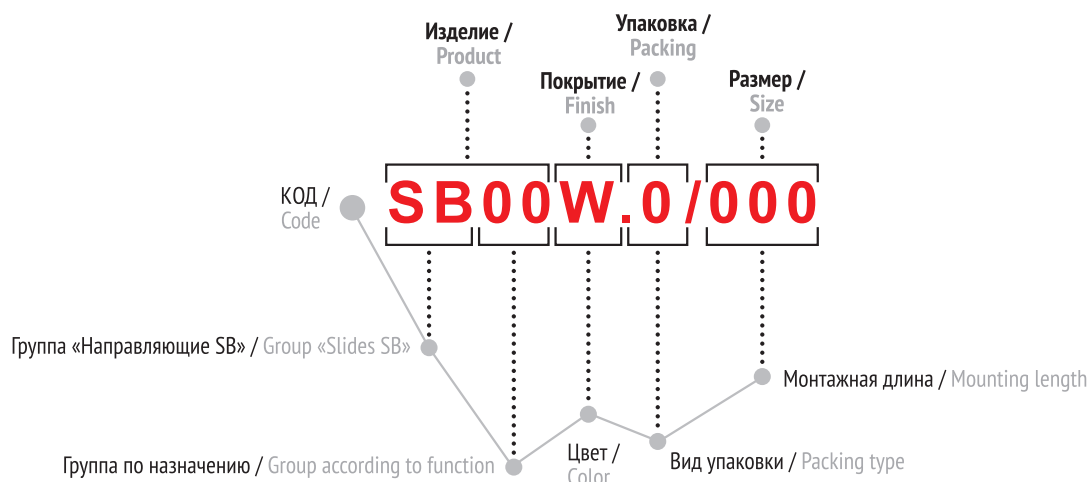 Изделие /
Product
Упаковка /
Packing
Покрытие /
Finish
Размер /
Size
КОД /
Code
SB00W.0/000
Группа «Направляющие SB» / Group «Slides SB»
Монтажная длина / Mounting length
Группа по назначению / Group according to function
Цвет /
Color
Вид упаковки / Packing type